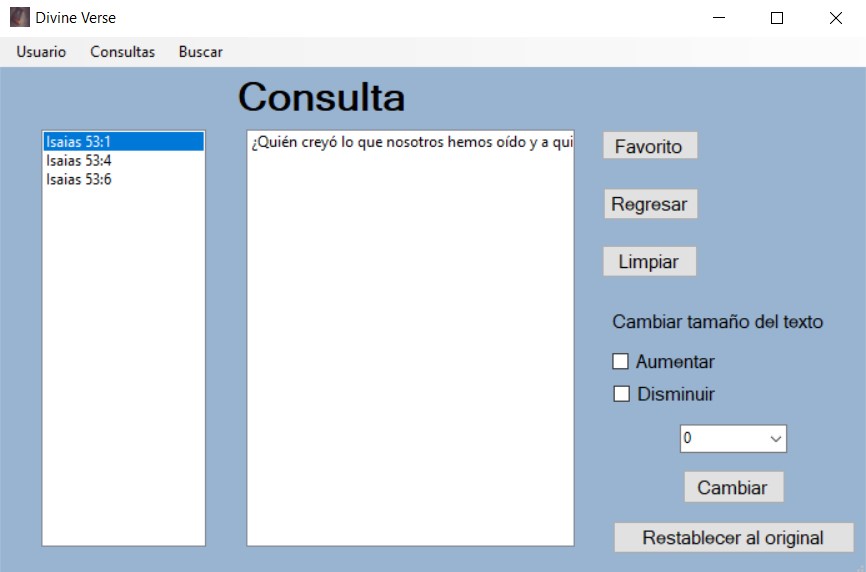 Divine Verse
Usuario Consultas Buscar
Consulta
Isaias 53:1
Isaias 53:4
Isaias 53:6
¿Quién creyó lo que nosotros hemos oído y a qui
Favorito
Regresar
Limpiar
Cambiar tamaño del texto
Aumentar
Disminuir
0
Cambiar
Restablecer al original